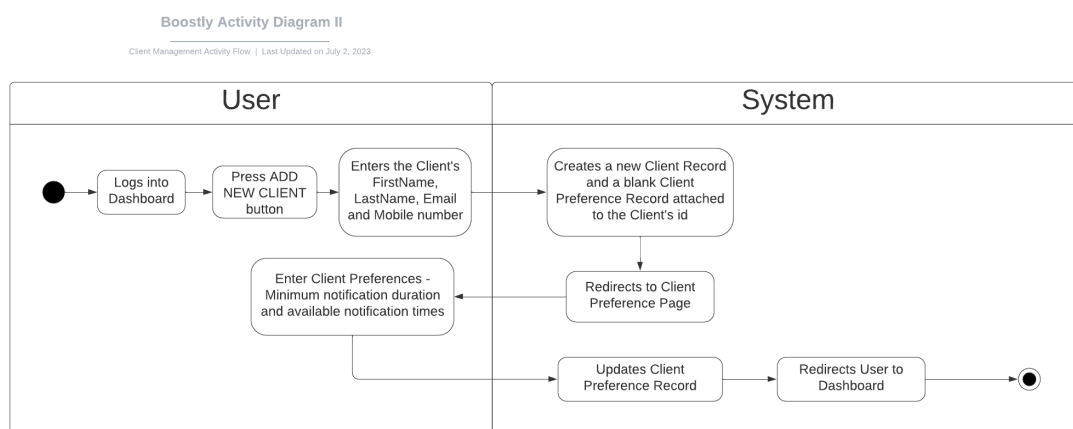 Boostly Activity Diagram II
Client Management Activity Flow | Last Updated on July 2, 2023
User
System
Logs into
Dashboard
Press ADD
NEW CLIENT
button
Enters the Client's
FirstName,
LastName, Email
and Mobile number
Creates a new Client Record
and a blank Client
Preference Record attached
to the Client's id
Redirects to Client
Preference Page
Enter Client Preferences -
Minimum notification duration
and available notification times
Updates Client
Preference Record
Redirects User to
Dashboard